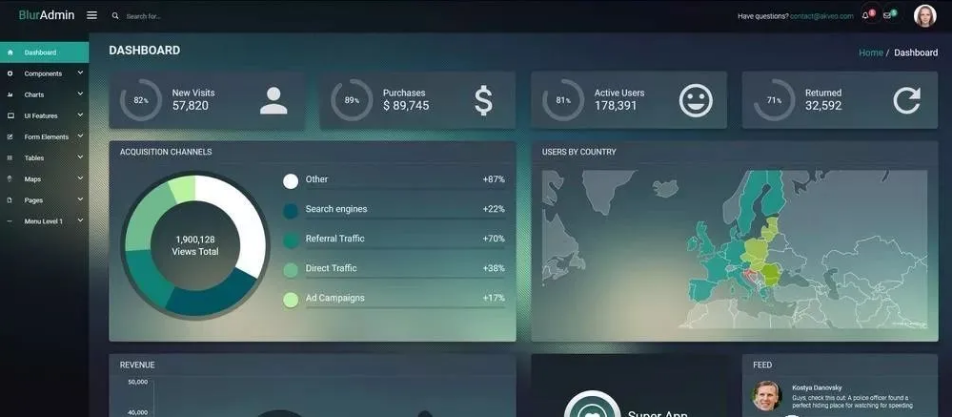 BlurAdmin
Search for...
Have questions? contact@akveo.com
Dashboard
Components
Charts
UI Features
Form Elements
Tables
Maps
Pages
Menu Level 1
DASHBOARD
Home / Dashboard
82%
New Visits
57,820
89%
Purchases
$ 89,745
81%
Active Users
178,391
71%
Returned
32,592
ACQUISITION CHANNELS
1,900,128
Views Total
Other +87%
Search engines +22%
Referral Traffic +70%
Direct Traffic +38%
Ad Campaigns +17%
USERS BY COUNTRY
REVENUE
50,000
40,000
Super App
FEED
Kostya Danovsky
Guys, check this out: A police officer found a
perfect hiding place for watching for speeding